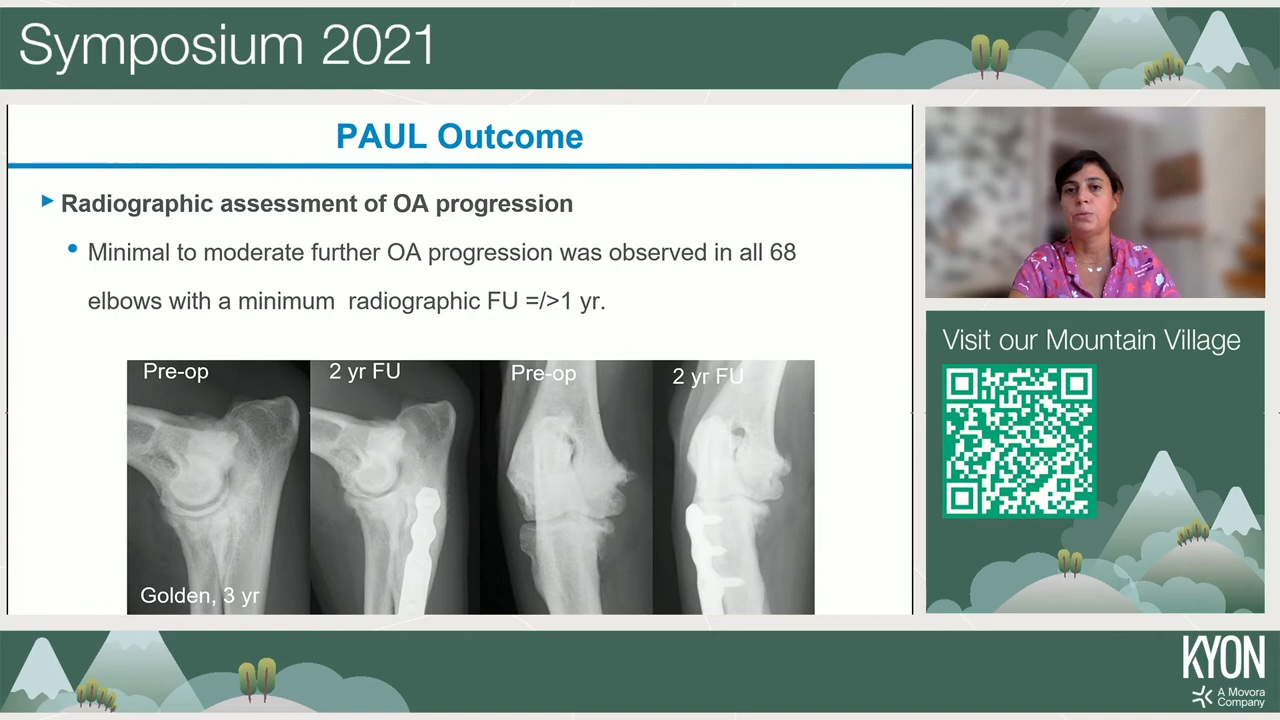 Symposium 2021
PAUL Outcome
Radiographic assessment of OA progression
Minimal to moderate further OA progression was observed in all 68
elbows with a minimum radiographic FU =/>1 yr.
Pre-op
2 yr FU
Pre-op
2 yr FU
Golden, 3 yr
Visit our Mountain Village
KYON
A Movora
Company